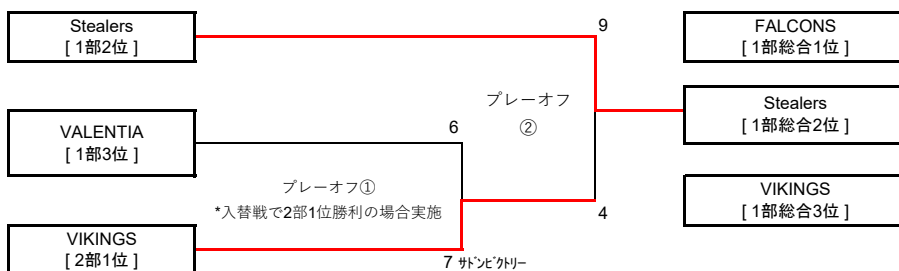 Stealers
[ 1部2位 ]
9
FALCONS
[ 1部総合1位 ]
プレーオフ
②
Stealers
[ 1部総合2位 ]
VALENTIA
[ 1部3位 ]
6
プレーオフ①
*入替戦で2部1位勝利の場合実施
4
VIKINGS
[ 1部総合3位 ]
VIKINGS
[ 2部1位 ]
7 サドンビクトリー